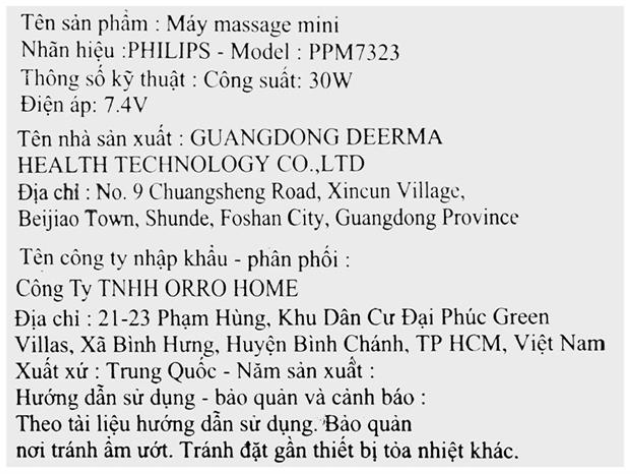 Tên sản phẩm : Máy massage mini
Nhãn hiệu :PHILIPS - Model : PPM7323
Thông số kỹ thuật : Công suất: 30W
Điện áp: 7.4V
Tên nhà sản xuất : GUANGDONG DEERMA
HEALTH TECHNOLOGY CO.,LTD
Địa chỉ : No. 9 Chuangsheng Road, Xincun Village,
Beijiao Town, Shunde, Foshan City, Guangdong Province
Tên công ty nhập khẩu - phân phối :
Công Ty TNHH ORRO HOME
Địa chỉ : 21-23 Phạm Hùng, Khu Dân Cư Đại Phúc Green
Villas, Xã Bình Hưng, Huyện Bình Chánh, TP HCM, Việt Nam
Xuất xứ : Trung Quốc - Năm sản xuất :
Hướng dẫn sử dụng - bảo quản và cảnh báo :
Theo tài liệu hướng dẫn sử dụng. Bảo quản
nơi tránh ẩm ướt. Tránh đặt gần thiết bị tỏa nhiệt khác.